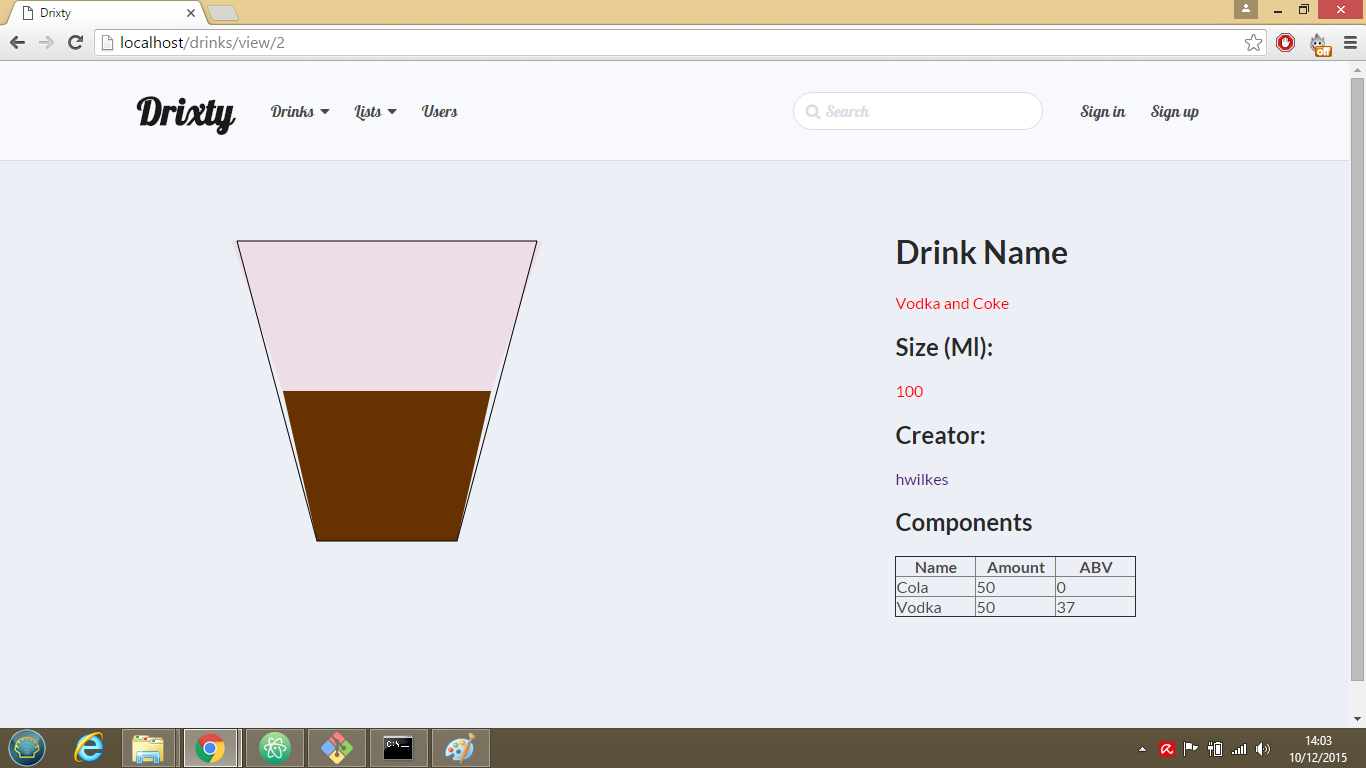 Drixty
localhost/drinks/view/2
off
Drixty
Drinks Lists Users
Search
Sign in Sign up
Drink Name
Vodka and Coke
Size (Ml):
100
Creator:
hwilkes
Components
Name Amount ABV
Cola 50 0
Vodka 50 37
C:\_
14:03
10/12/2015